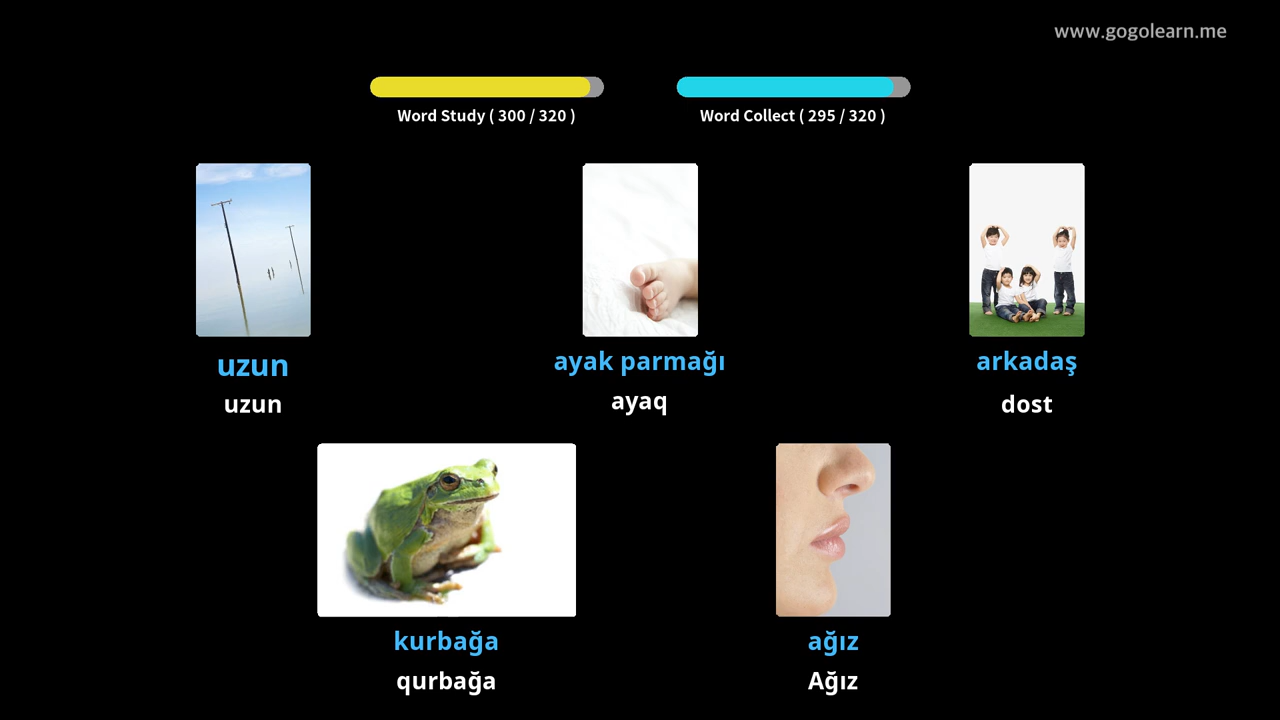 www.gogolearn.me
Word Study ( 300 / 320 )
Word Collect ( 295 / 320 )
uzun
uzun
ayak parmağı
ayaq
arkadaş
dost
kurbağa
qurbağa
ağız
Ağız